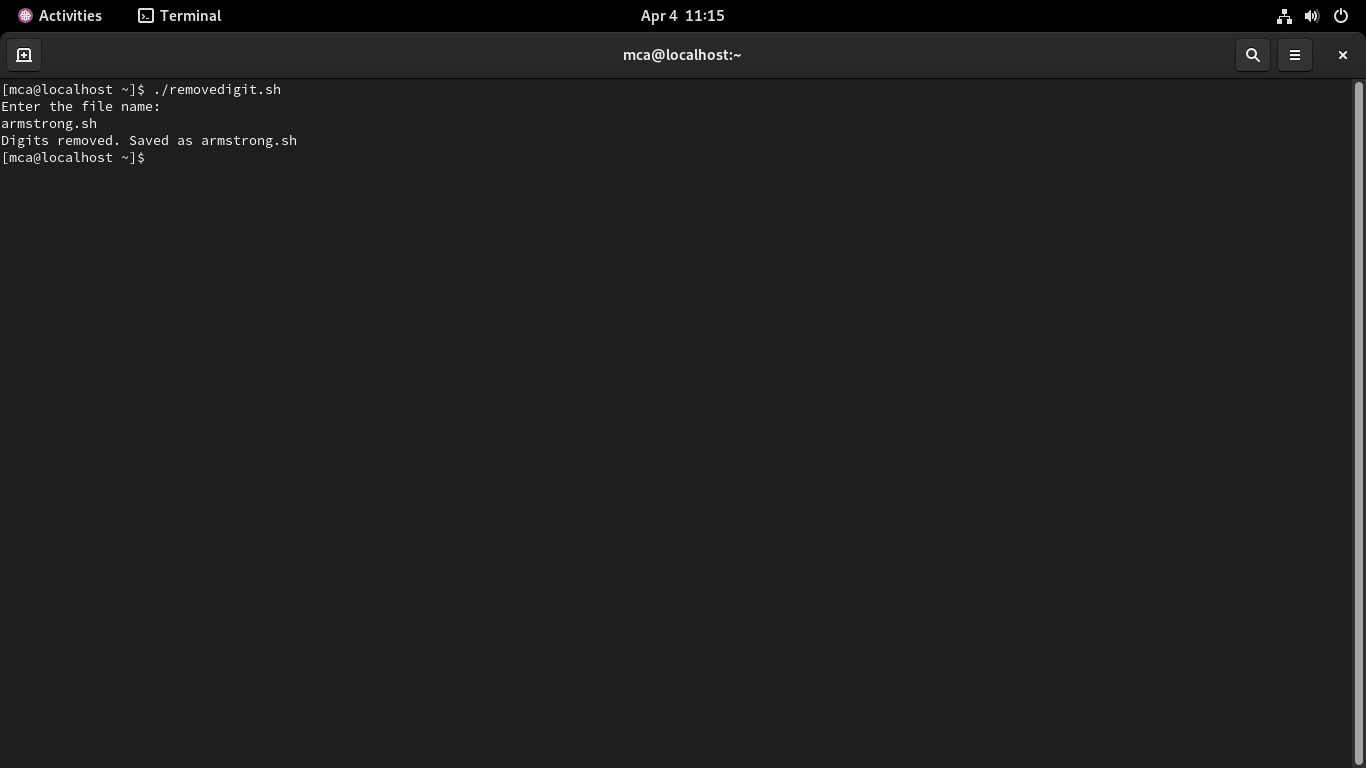 Activities Terminal Apr 4 11:15
mca@localhost:~
[mca@localhost ~]$ ./removedigit.sh
Enter the file name:
armstrong.sh
Digits removed. Saved as armstrong.sh
[mca@localhost ~]$